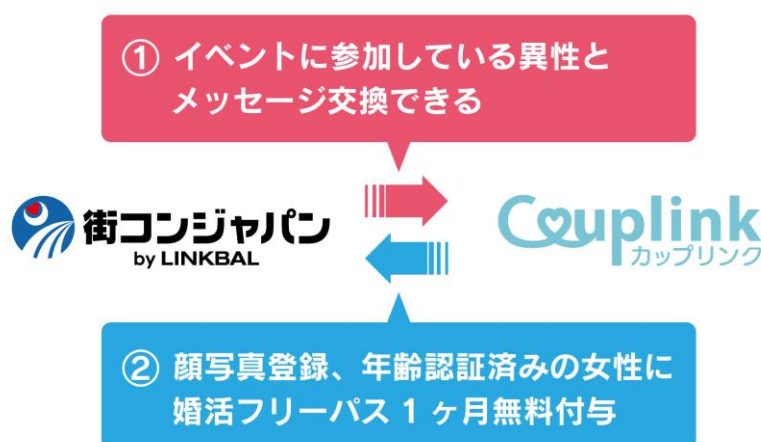 ① イベントに参加している異性と
メッセージ交換できる
街コンジャパン
by LINKBAL
Couplink
カップリンク
② 顔写真登録、年齢認証済みの女性に
婚活フリーパス 1 ヶ月無料付与